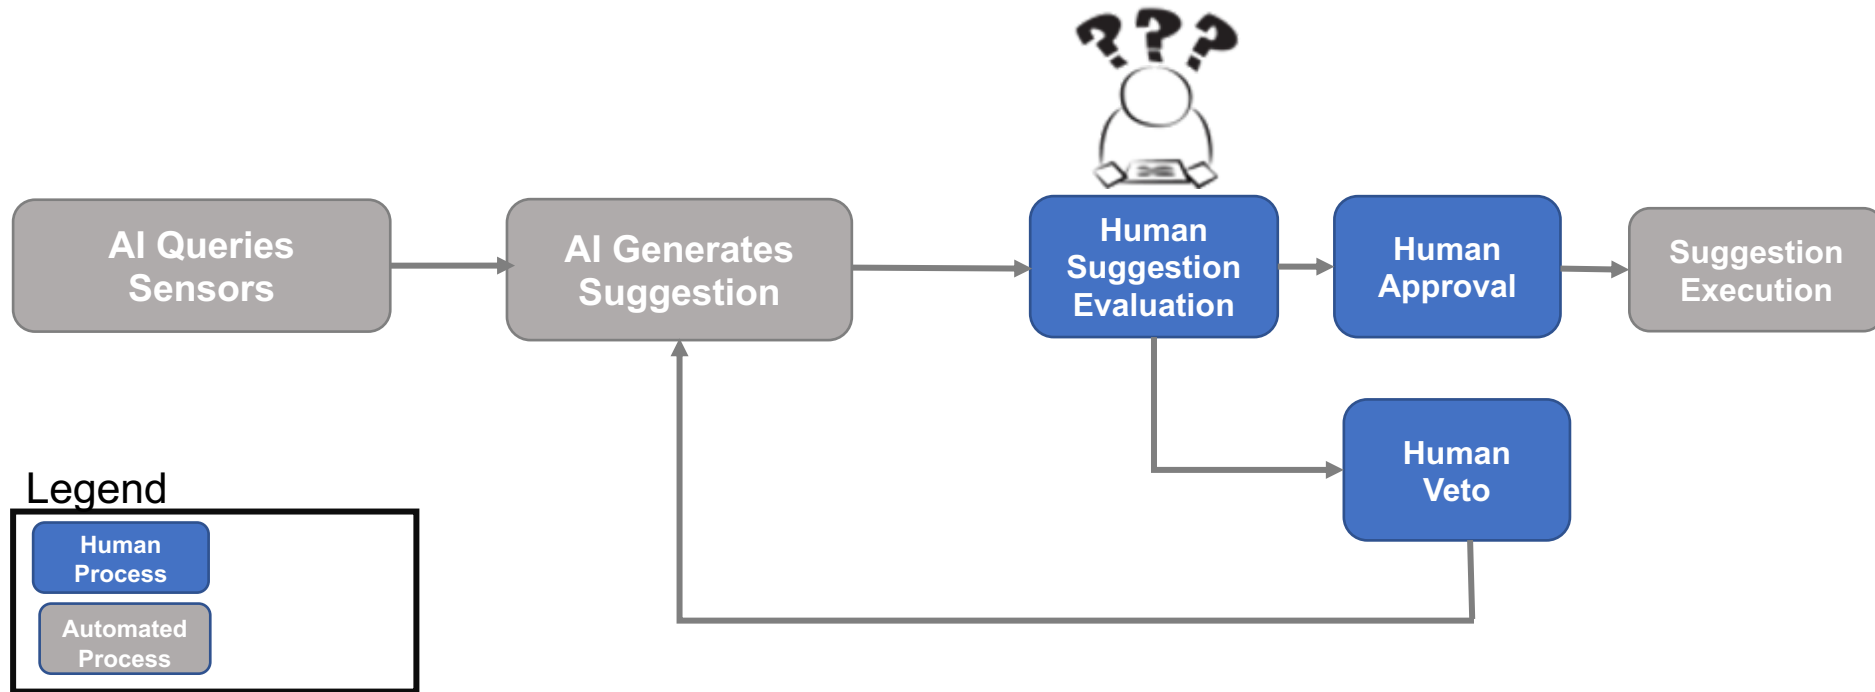 ? ? ?
AI Queries
Sensors
AI Generates
Suggestion
Human
Suggestion
Evaluation
Human
Approval
Suggestion
Execution
Human
Veto
Legend
Human
Process
Automated
Process